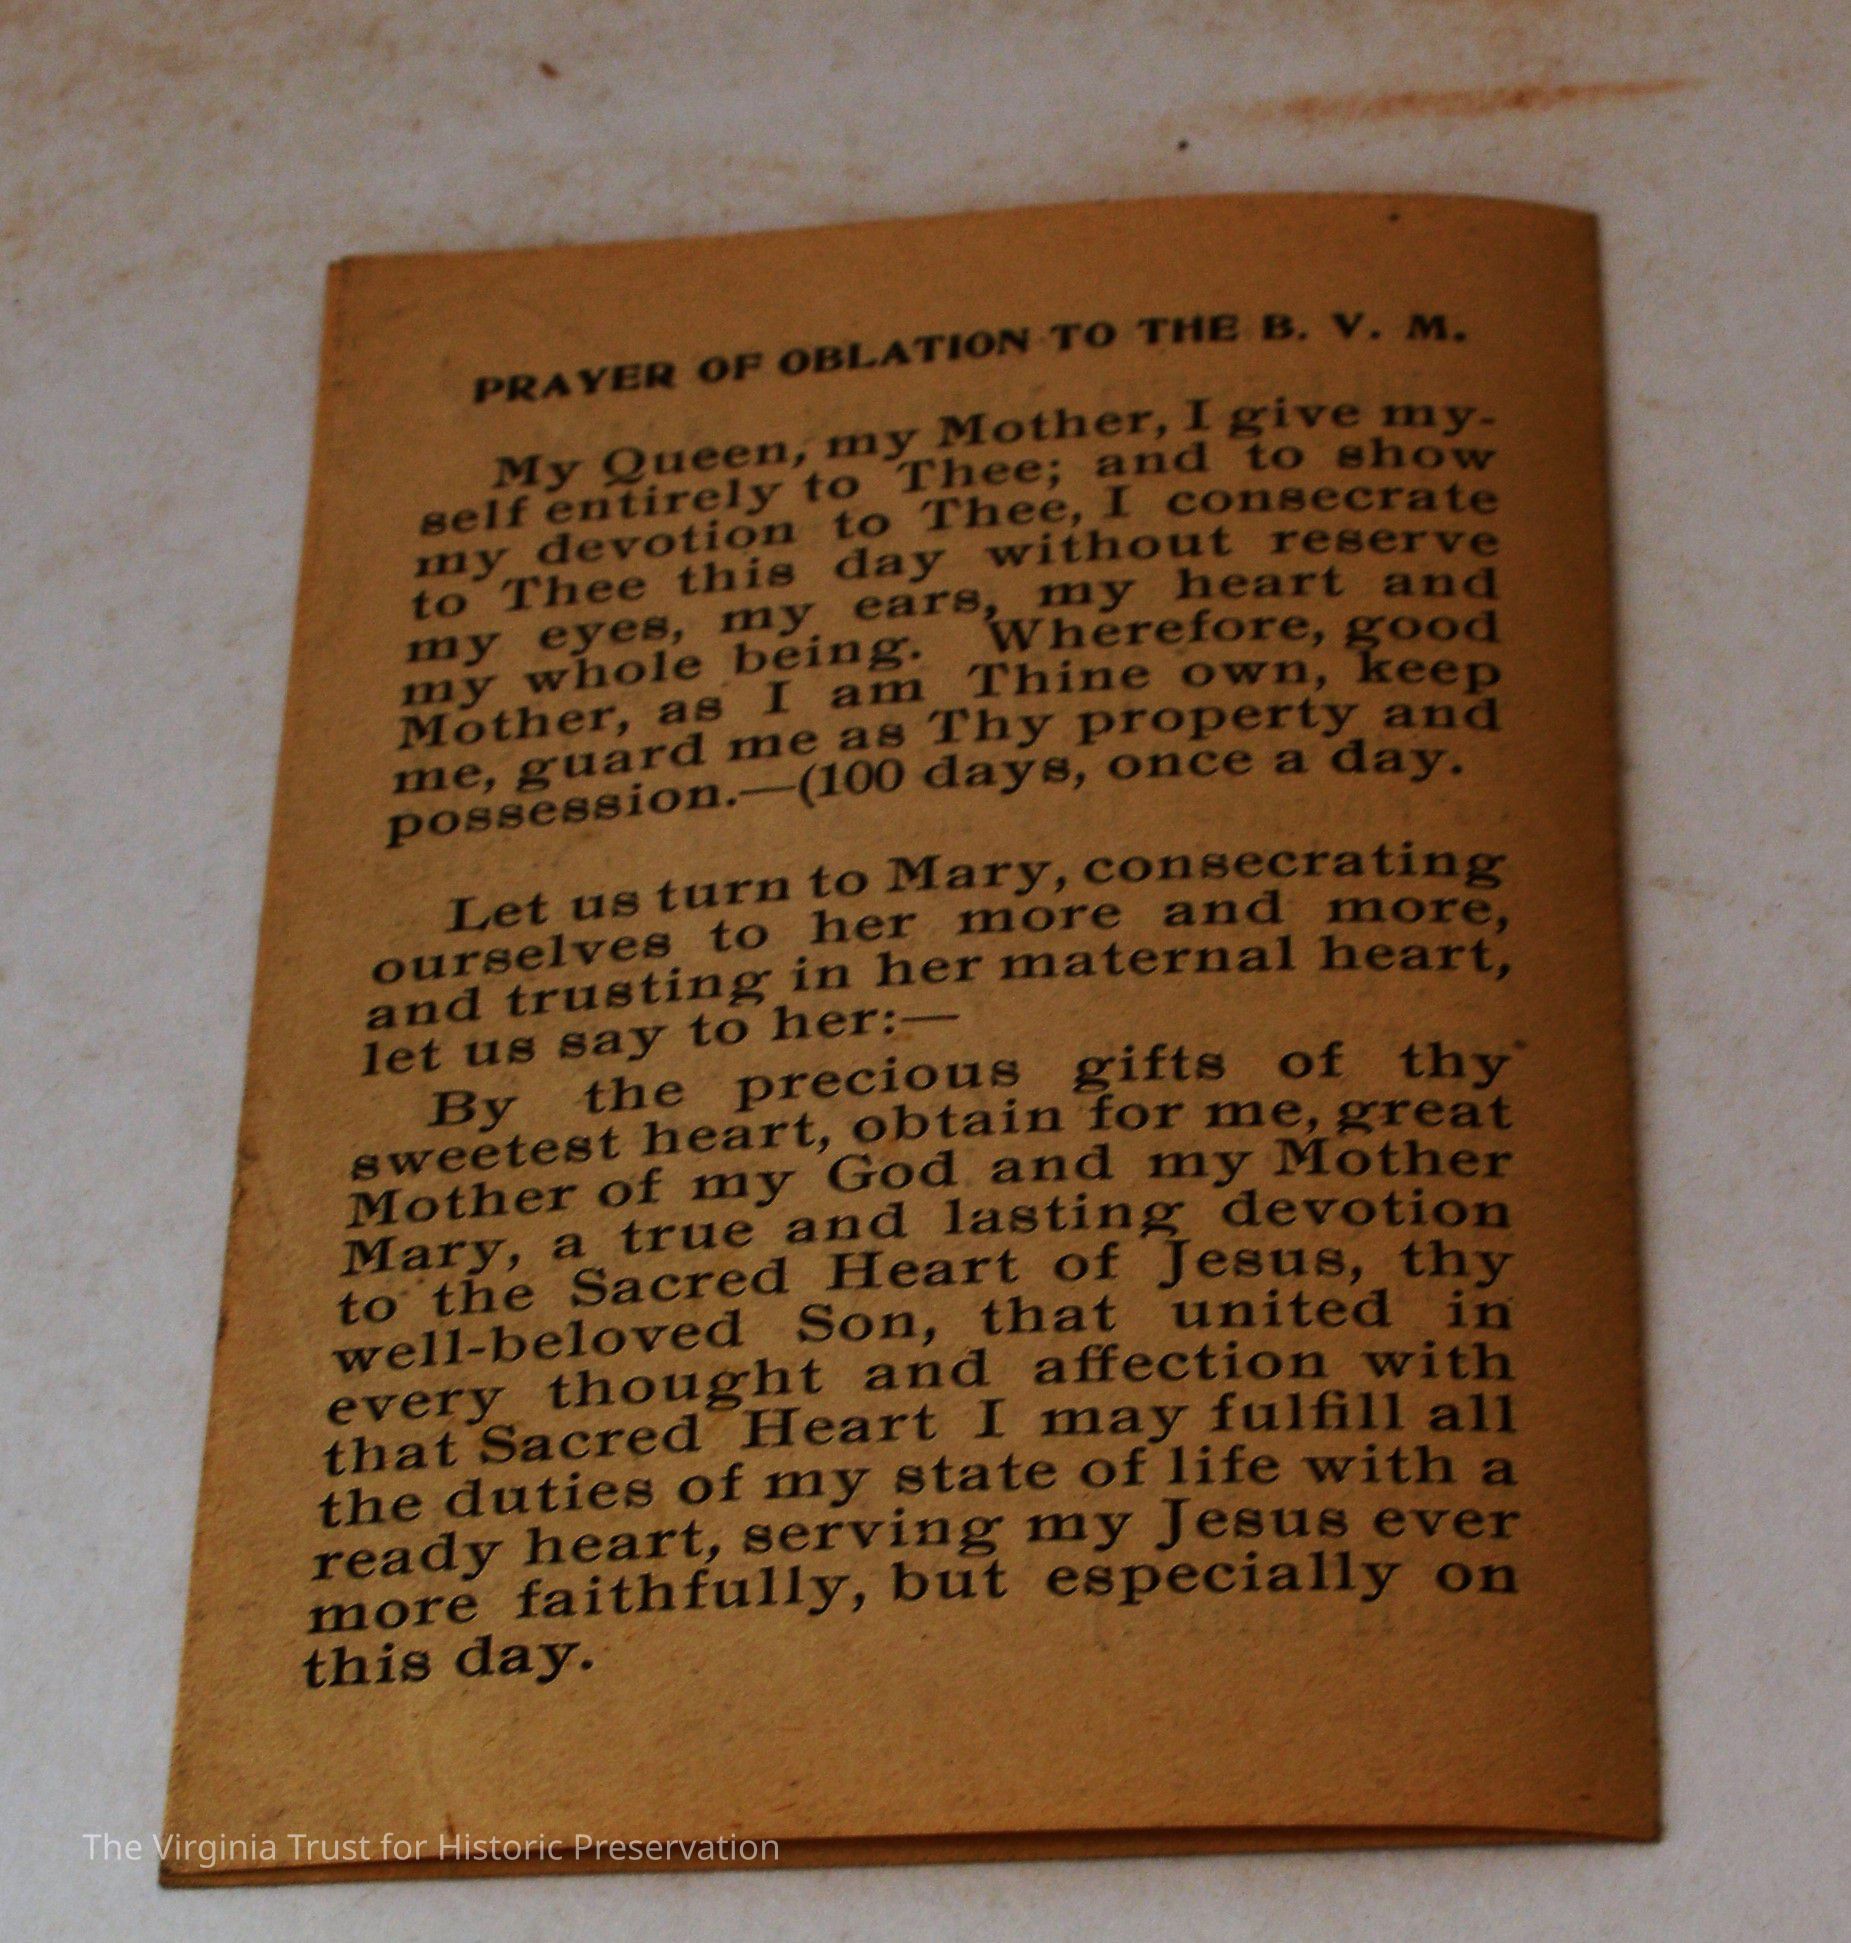 PRAYER OF OBLATION TO THE B. V. M.
My Queen, my Mother, I give my-
self entirely to Thee; and to show
my devotion to Thee, I consecrate
to Thee this day without reserve
my eyes, my ears, my heart and
my whole being. Wherefore, good
Mother, as I am Thine own, keep
me, guard me as Thy property and
possession.—(100 days, once a day.
Let us turn to Mary, consecrating
ourselves to her more and more,
and trusting in her maternal heart,
let us say to her:—
By the precious gifts of thy
sweetest heart, obtain for me, great
Mother of my God and my Mother
Mary, a true and lasting devotion
to the Sacred Heart of Jesus, thy
well-beloved Son, that united in
every thought and affection with
that Sacred Heart I may fulfill all
the duties of my state of life with a
ready heart, serving my Jesus ever
more faithfully, but especially on
this day.
The Virginia Trust for Historic Preservation